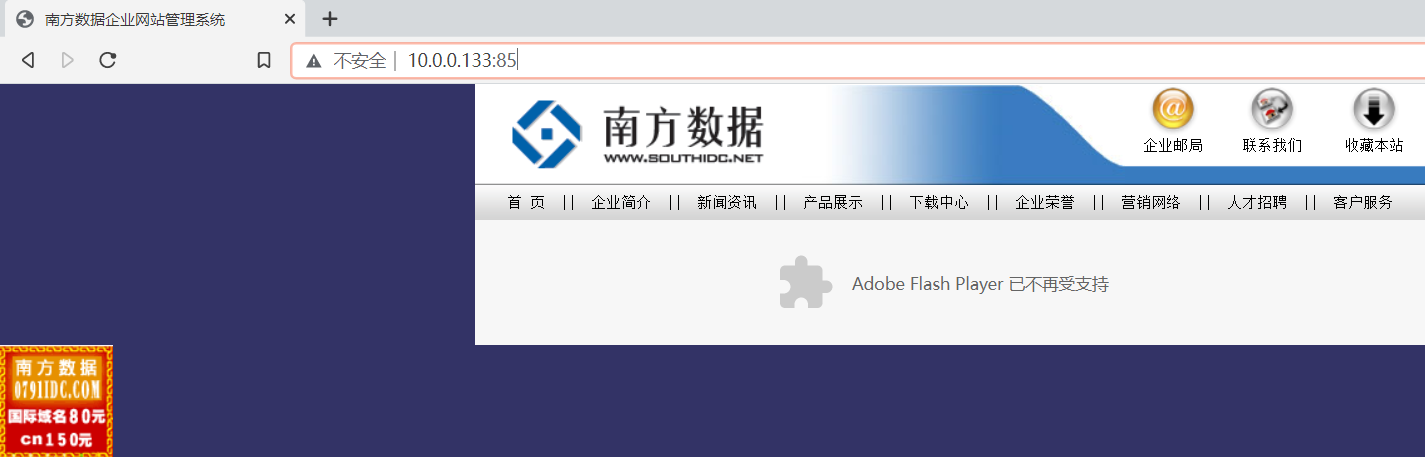 南方数据企业网站管理系统
不安全 | 10.0.0.133:85
南方数据
WWW.SOUTHIDC.NET
企业邮局 联系我们 收藏本站
首 页 || 企业简介 || 新闻资讯 || 产品展示 || 下载中心 || 企业荣誉 || 营销网络 || 人才招聘 || 客户服务
Adobe Flash Player 已不再受支持
南方数据
0791IDC.COM
国际域名80元
cn150元